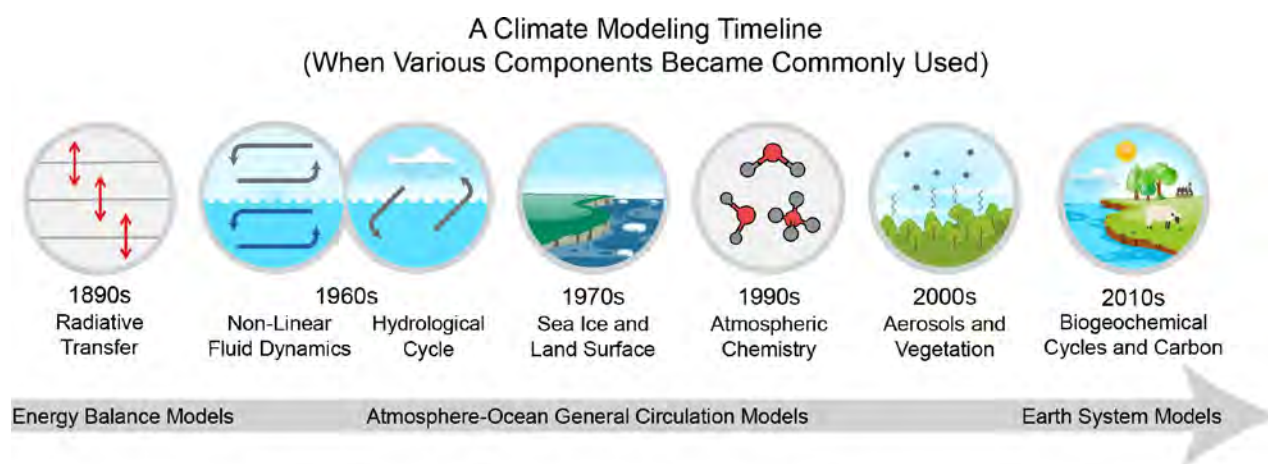 A Climate Modeling Timeline
(When Various Components Became Commonly Used)
1890s
Radiative
Transfer
1960s
Non-Linear
Fluid Dynamics
Hydrological
Cycle
1970s
Sea Ice and
Land Surface
1990s
Atmospheric
Chemistry
2000s
Aerosols and
Vegetation
2010s
Biogeochemical
Cycles and Carbon
Energy Balance Models
Atmosphere-Ocean General Circulation Models
Earth System Models